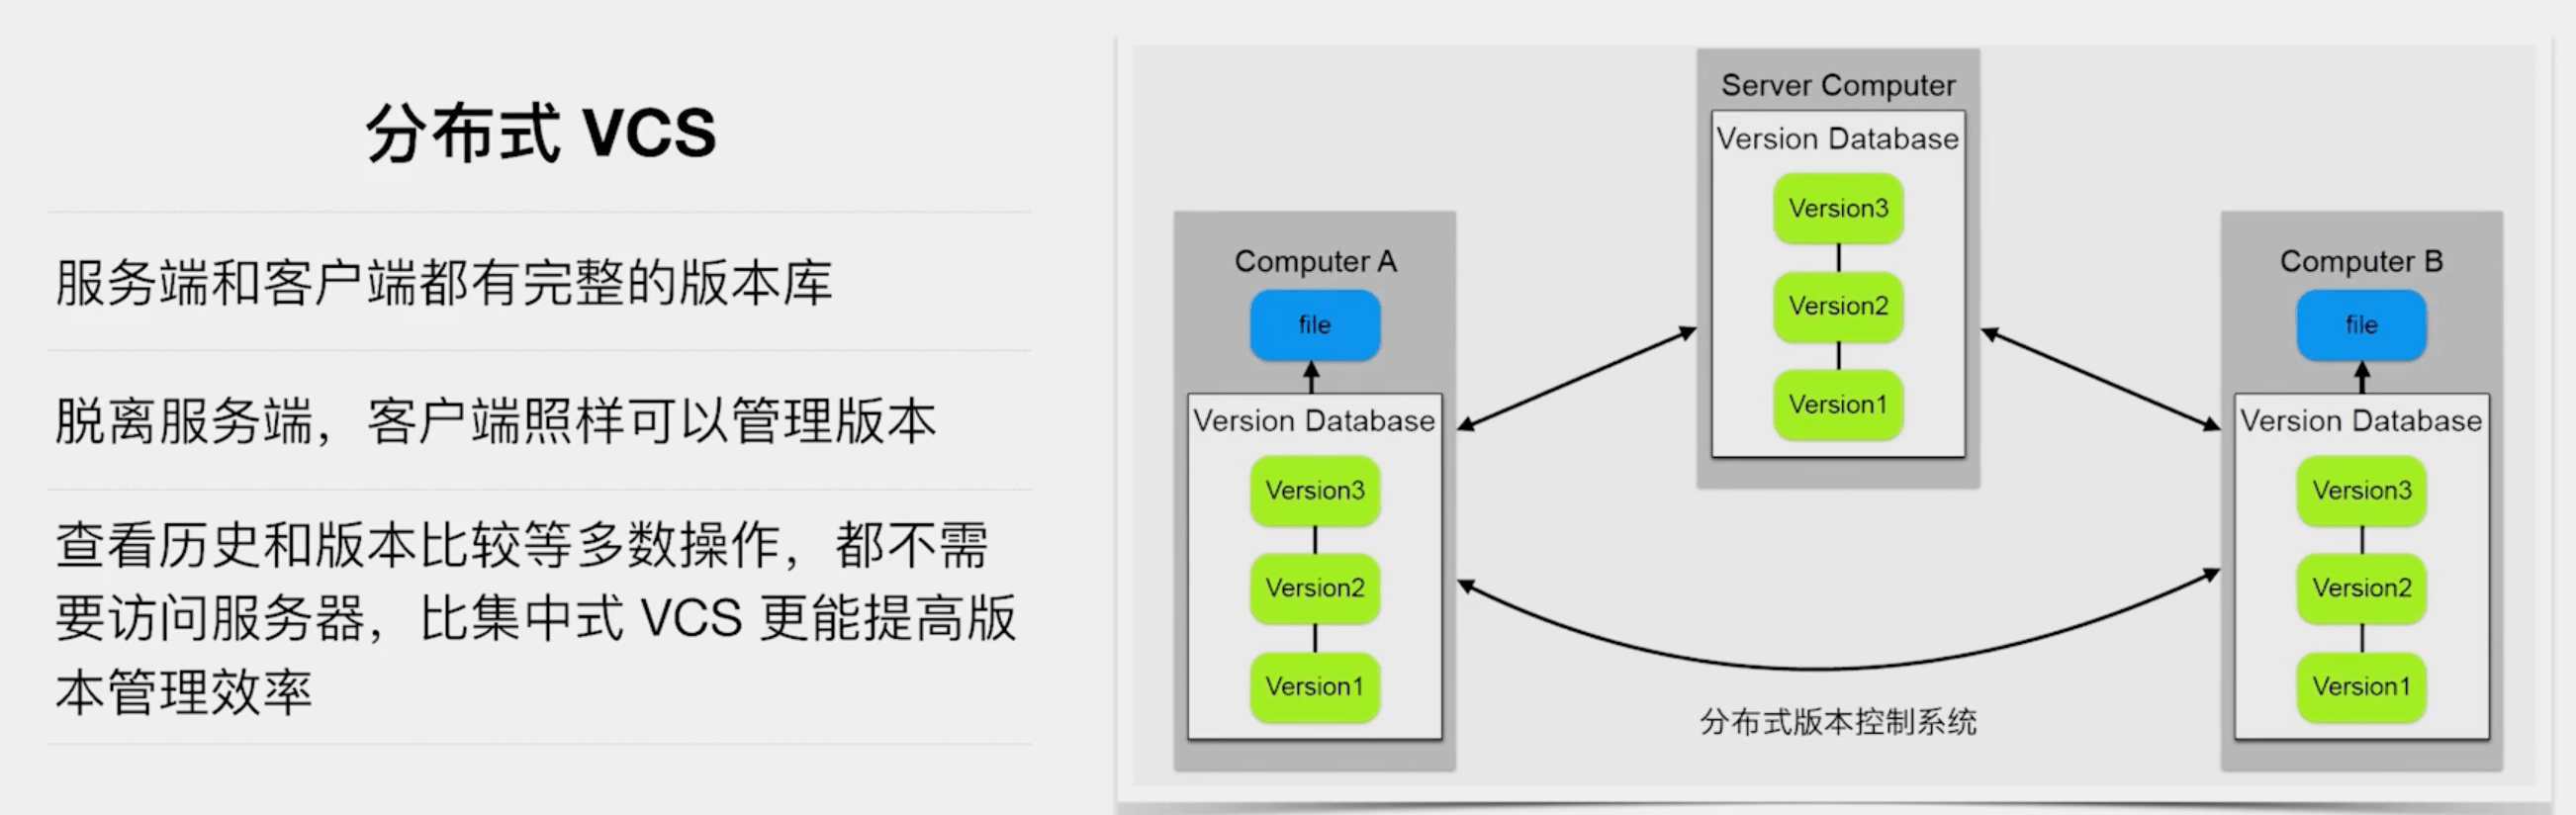 分布式 VCS
服务端和客户端都有完整的版本库
脱离服务端，客户端照样可以管理版本
查看历史和版本比较等多数操作，都不需
要访问服务器，比集中式 VCS 更能提高版
本管理效率
Server Computer
Version Database
Version3
Version2
Version1
Computer A
file
Version Database
Version3
Version2
Version1
Computer B
file
Version Database
Version3
Version2
Version1
分布式版本控制系统